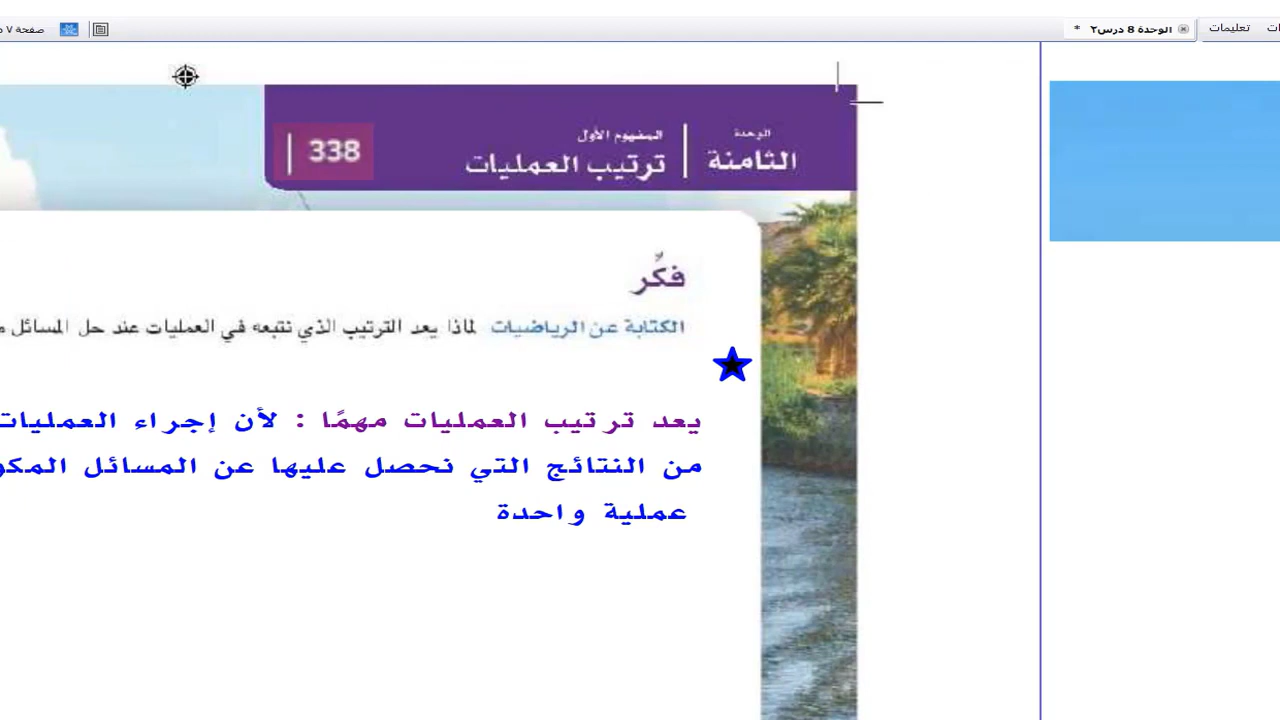 تعليمات
الوحدة 8 درس٢ *
صفحة ٧
الوحدة
الثامنة
المفهوم الأول
ترتيب العمليات
338
فكِّر
الكتابة عن الرياضيات لماذا يعد الترتيب الذي نتبعه في العمليات عند حل المسائل
يعد ترتيب العمليات مهمًا : لأن إجراء العمليات
من النتائج التي نحصل عليها عن المسائل
عملية واحدة